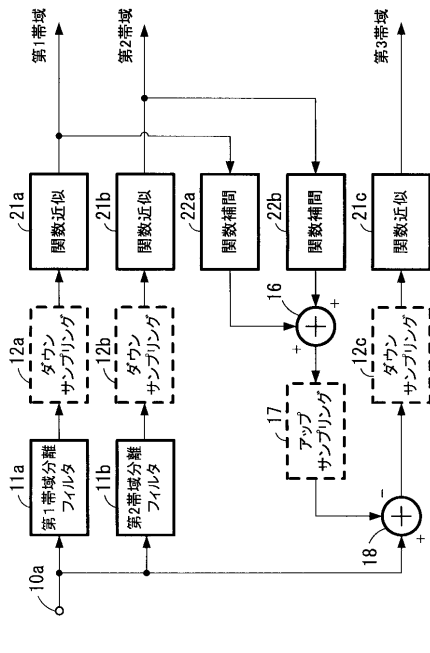 10a
11a
第1帯域分離
フィルタ
12a
ダウン
サンプリング
21a
関数近似
第1帯域
11b
第2帯域分離
フィルタ
12b
ダウン
サンプリング
21b
関数近似
第2帯域
22a
関数補間
22b
関数補間
16
+
+
+
17
アップ
サンプリング
18
+
−
+
12c
ダウン
サンプリング
21c
関数近似
第3帯域